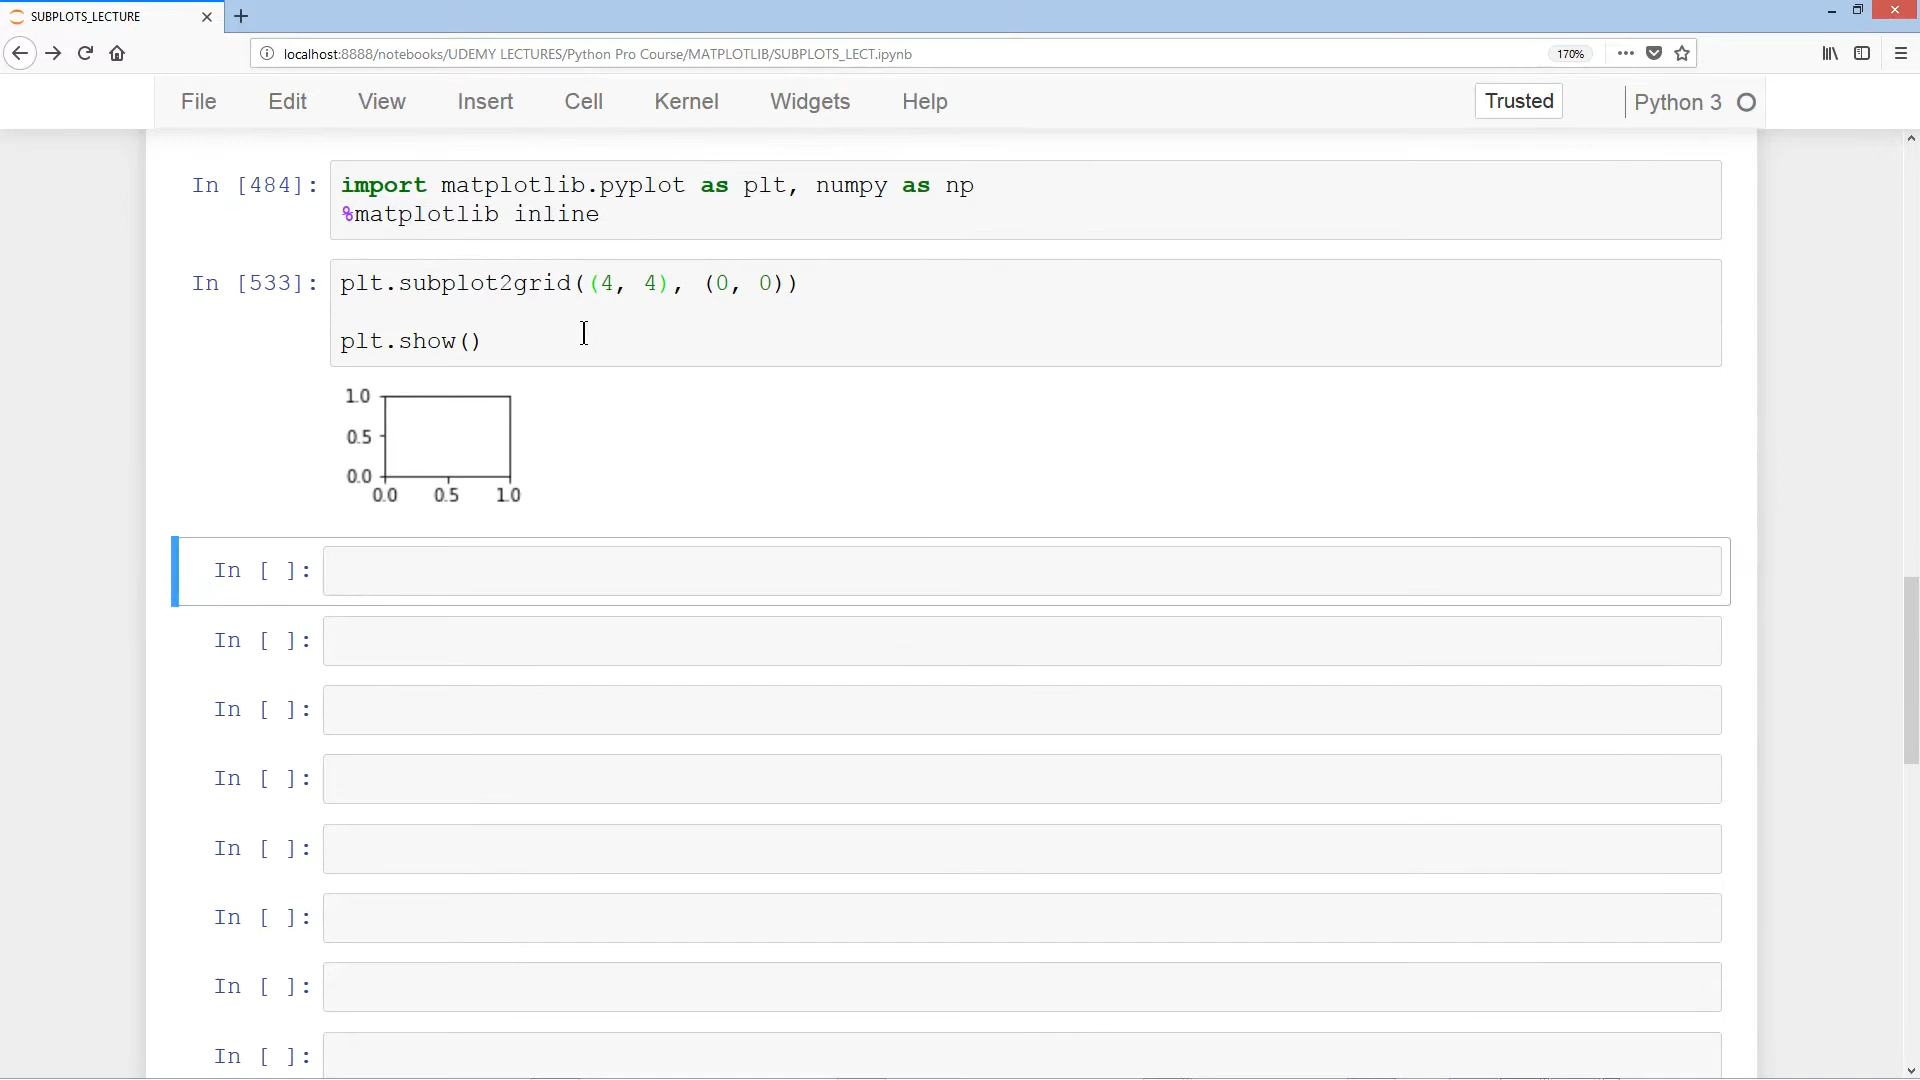 SUBPLOTS_LECTURE
localhost:8888/notebooks/UDEMY LECTURES/Python Pro Course/MATPLOTLIB/SUBPLOTS_LECT.ipynb
170%
File Edit View Insert Cell Kernel Widgets Help Trusted Python 3
In [484]: import matplotlib.pyplot as plt, numpy as np
%matplotlib inline
In [533]: plt.subplot2grid((4, 4), (0, 0))
plt.show()
1.0
0.5
0.0
0.0 0.5 1.0
In [ ]:
In [ ]:
In [ ]:
In [ ]:
In [ ]:
In [ ]:
In [ ]:
In [ ]: